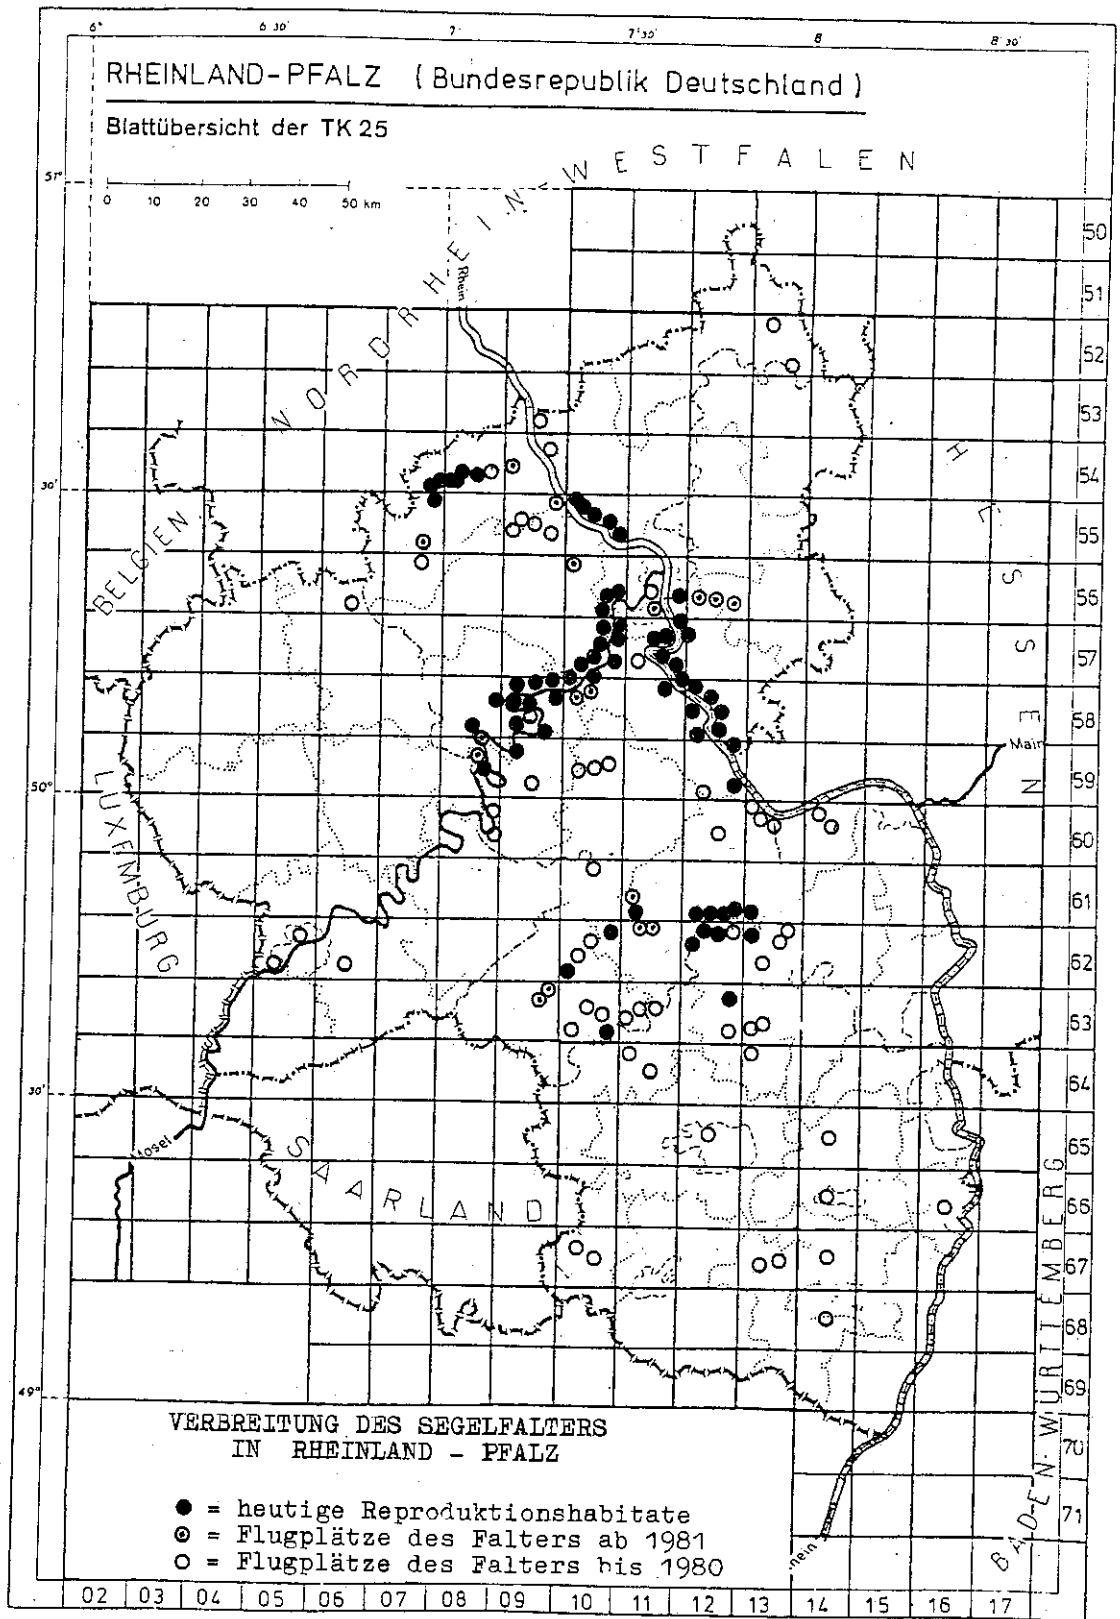 6° 6 30' 7° 7°30' 8 8°30'
RHEINLAND-PFALZ (Bundesrepublik Deutschland)
Blattübersicht der TK 25
51°
0 10 20 30 40 50 km
NORDRHEIN-WESTFALEN
Rhein
50
51
52
53
54
55
56
57
58
59
60
61
62
63
64
65
66
67
68
69
70
71
30'
BELGIEN
HESSEN
Main
50°
LUXEMBURG
30'
Mosel
SAARLAND
BADEN-WÜRTTEMBERG
49°
VERBREITUNG DES SEGELFALTERS
IN RHEINLAND - PFALZ
● = heutige Reproduktionshabitate
⊙ = Flugplätze des Falters ab 1981
○ = Flugplätze des Falters bis 1980
Rhein
02 03 04 05 06 07 08 09 10 11 12 13 14 15 16 17